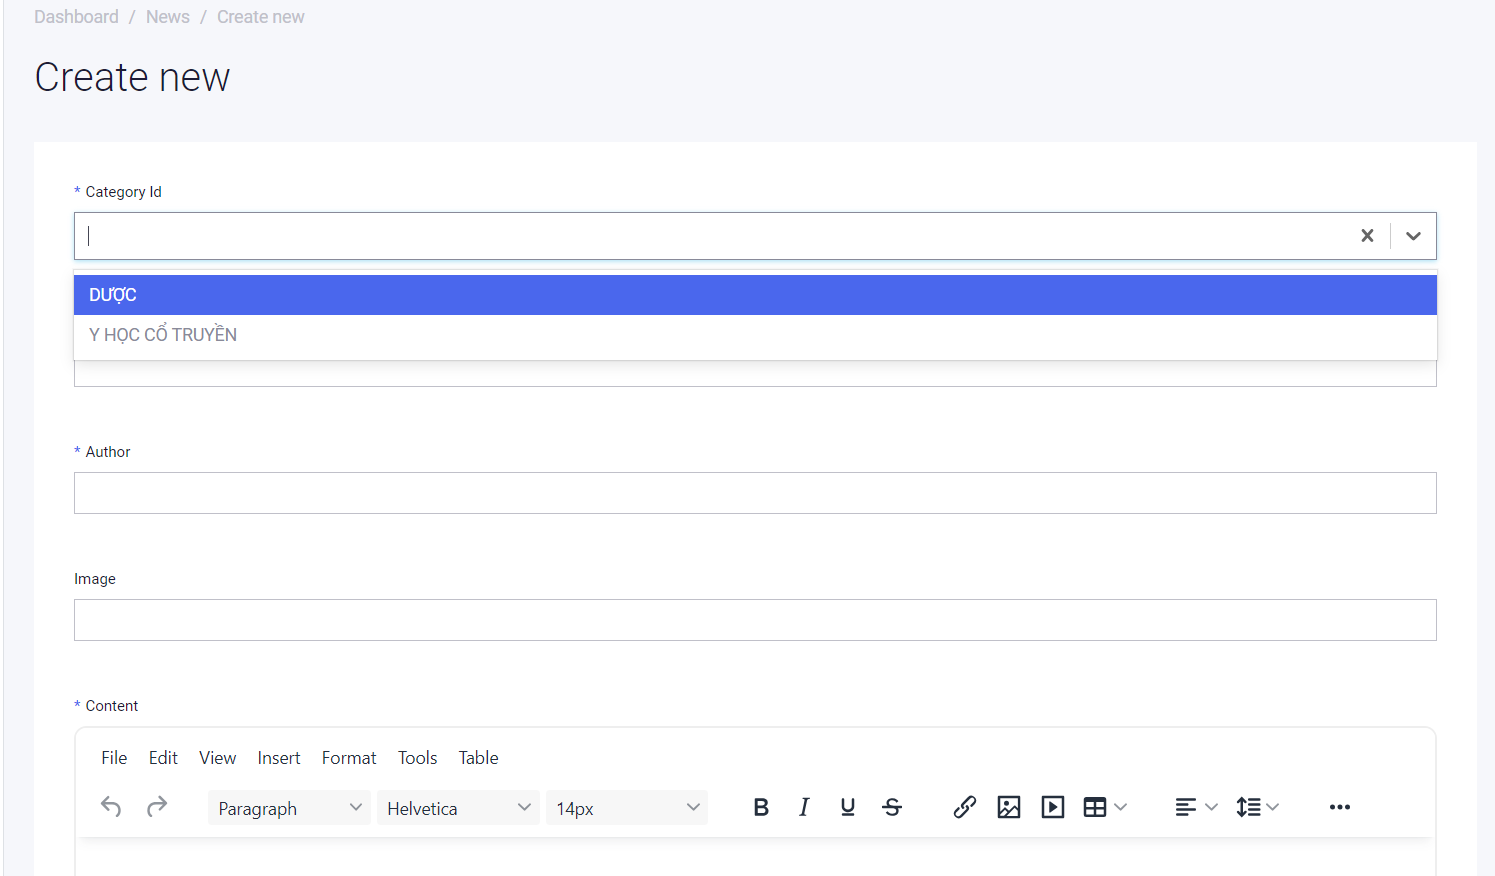 Dashboard / News / Create new
Create new
* Category Id
DƯỢC
Y HỌC CỔ TRUYỀN
* Author
Image
* Content
File Edit View Insert Format Tools Table
Paragraph Helvetica 14px B I U S